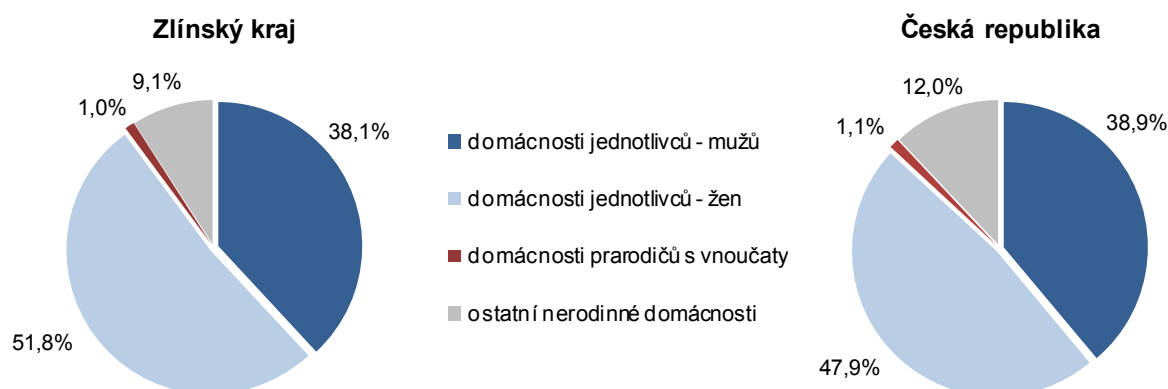 Zlínský kraj
9,1%
1,0%
38,1%
51,8%
domácnosti jednotlivců - mužů
domácnosti jednotlivců - žen
domácnosti prarodičů s vnoučaty
ostatní nerodinné domácnosti
Česká republika
12,0%
1,1%
38,9%
47,9%